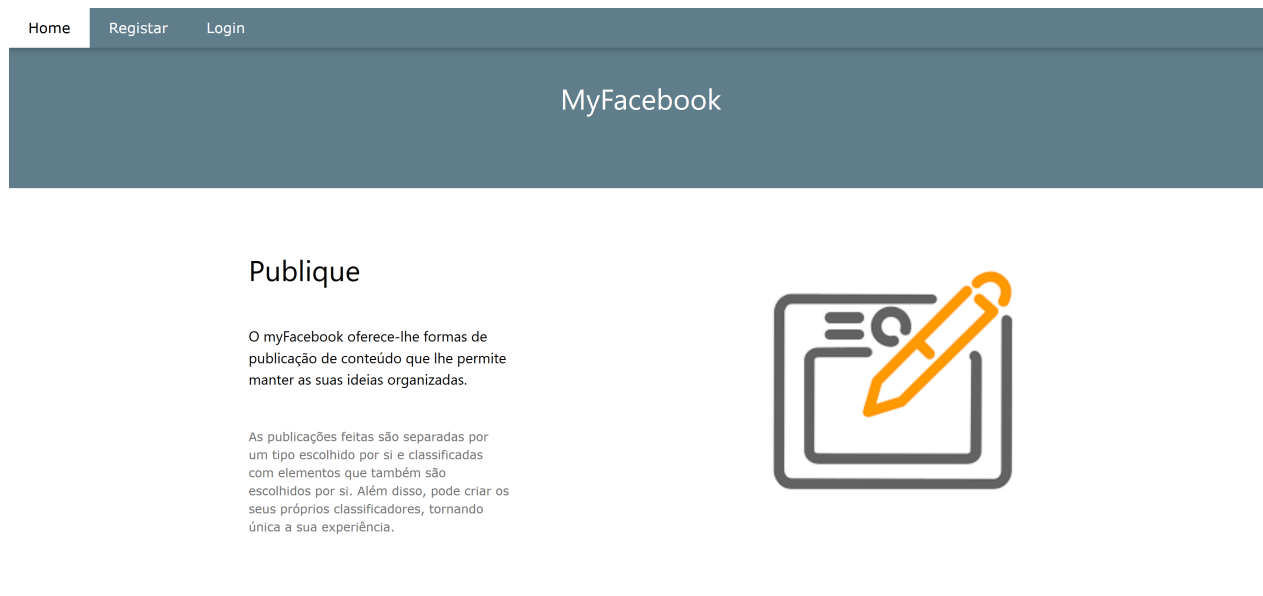 Home Registar Login
MyFacebook
Publique
O myFacebook oferece-lhe formas de
publicação de conteúdo que lhe permite
manter as suas ideias organizadas.
As publicações feitas são separadas por
um tipo escolhido por si e classificadas
com elementos que também são
escolhidos por si. Além disso, pode criar os
seus próprios classificadores, tornando
única a sua experiência.